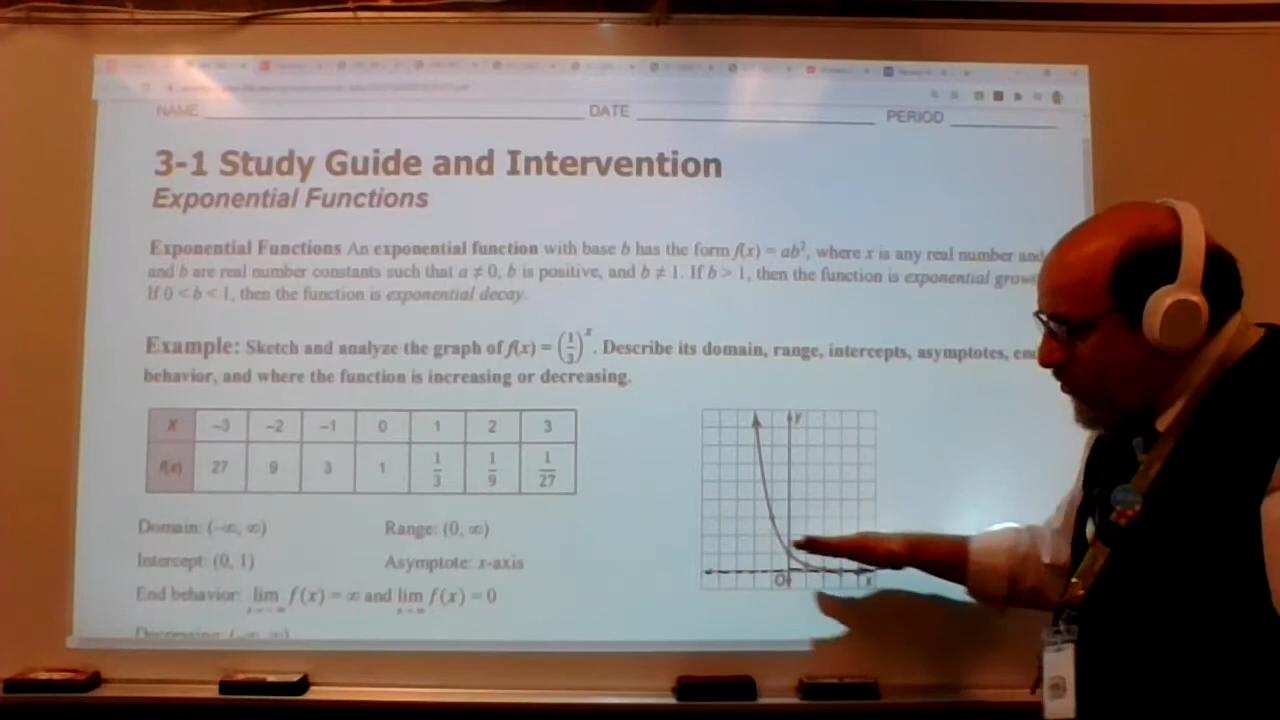 NAME DATE PERIOD
3-1 Study Guide and Intervention
Exponential Functions
Exponential Functions An exponential function with base b has the form f(x) = abˣ, where x is any real number and
and b are real number constants such that a ≠ 0, b is positive, and b ≠ 1. If b > 1, then the function is exponential
If 0 < b < 1, then the function is exponential decay.
Example: Sketch and analyze the graph of f(x) = (1/3)ˣ. Describe its domain, range, intercepts, asymptotes,
behavior, and where the function is increasing or decreasing.
X −3 −2 −1 0 1 2 3
f(x) 27 9 3 1 1/3 1/9 1/27
y
O x
Domain: (−∞, ∞) Range: (0, ∞)
Intercept: (0, 1) Asymptote: x-axis
End behavior: lim f(x) = ∞ and lim f(x) = 0
Decreasing: (−∞, ∞)